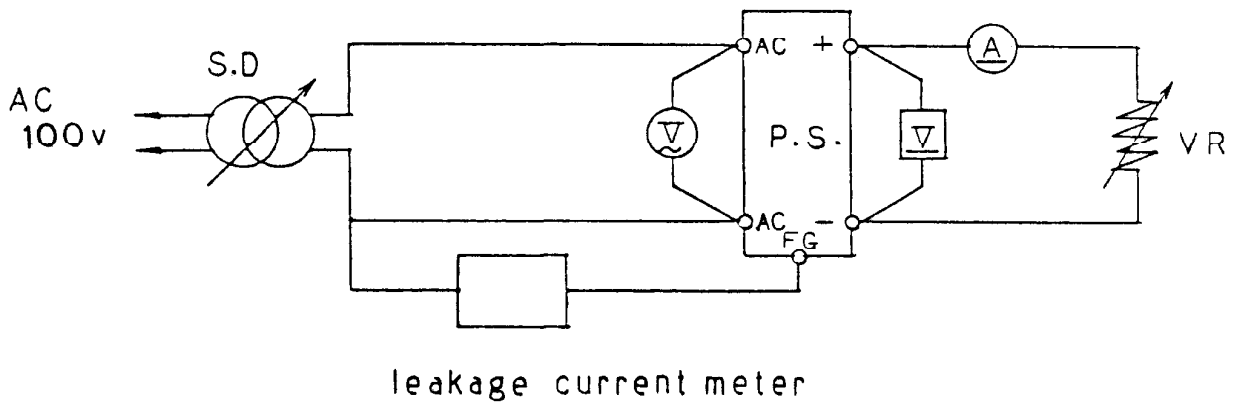 S.D
AC
100v
AC +
A
V
P.S.
V
VR
AC -
FG
leakage current meter